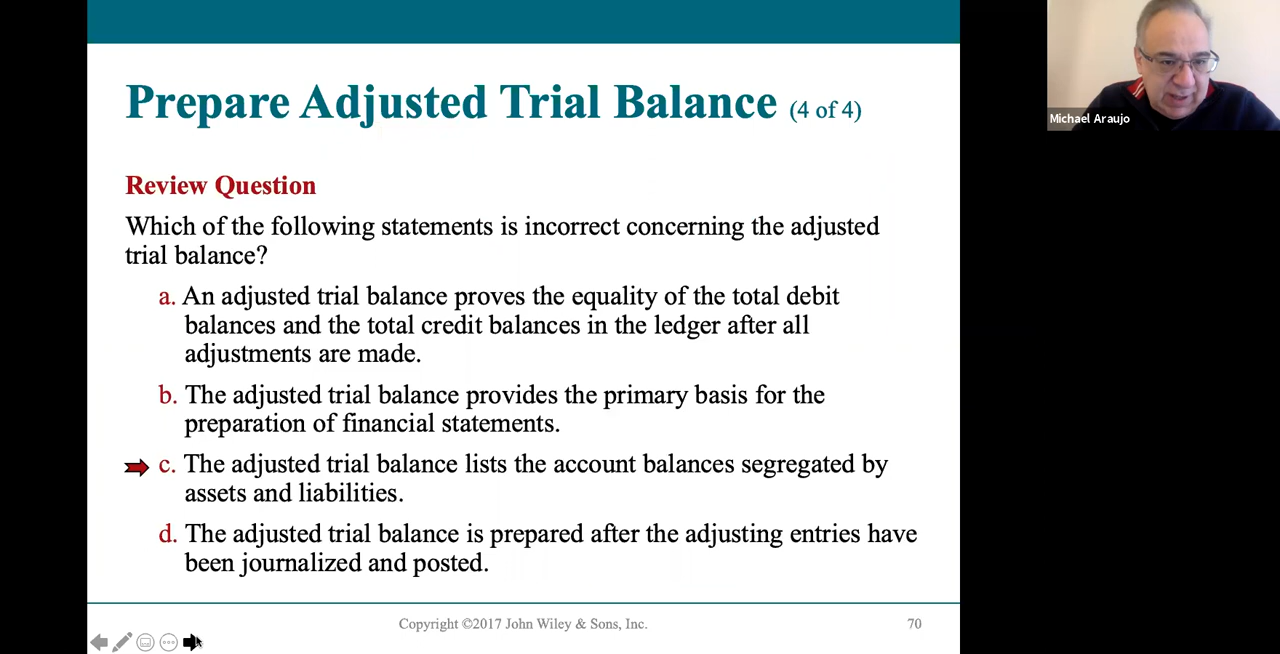 Prepare Adjusted Trial Balance (4 of 4)
Michael Araujo
Review Question
Which of the following statements is incorrect concerning the adjusted
trial balance?
a. An adjusted trial balance proves the equality of the total debit
balances and the total credit balances in the ledger after all
adjustments are made.
b. The adjusted trial balance provides the primary basis for the
preparation of financial statements.
c. The adjusted trial balance lists the account balances segregated by
assets and liabilities.
d. The adjusted trial balance is prepared after the adjusting entries have
been journalized and posted.
Copyright ©2017 John Wiley & Sons, Inc.
70